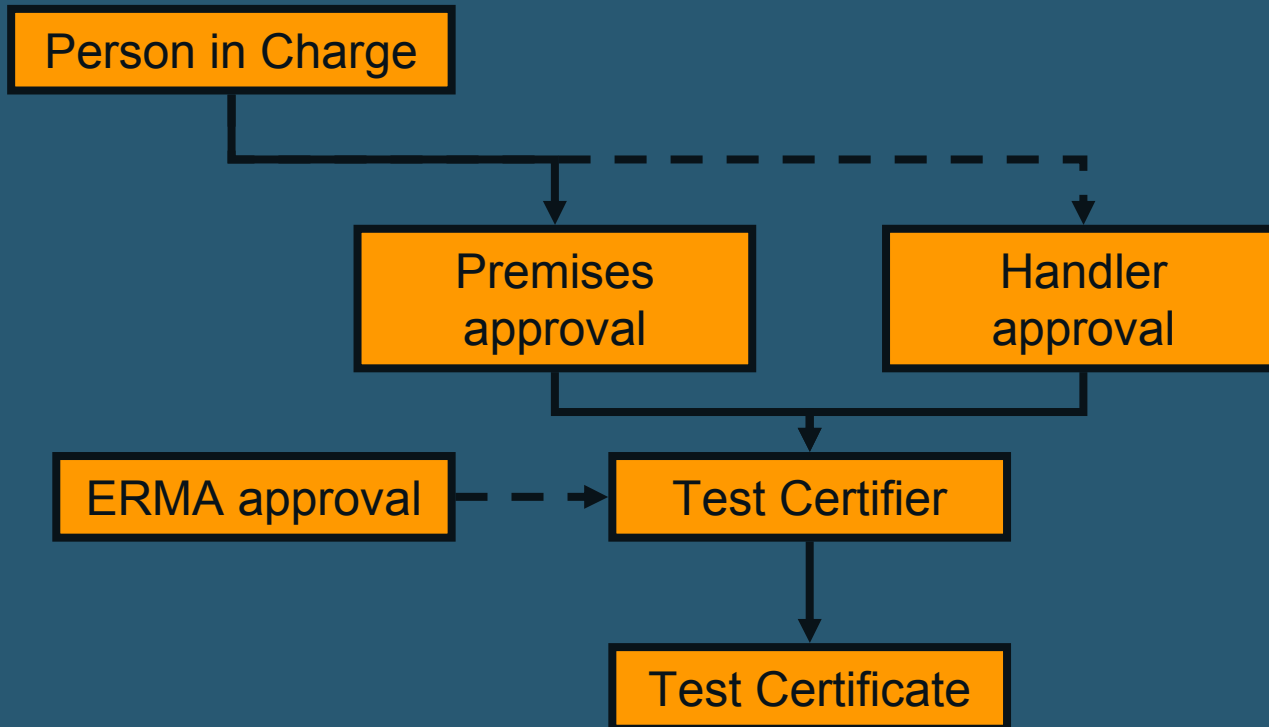 Person in Charge
Premises
approval
Handler
approval
ERMA approval
Test Certifier
Test Certificate